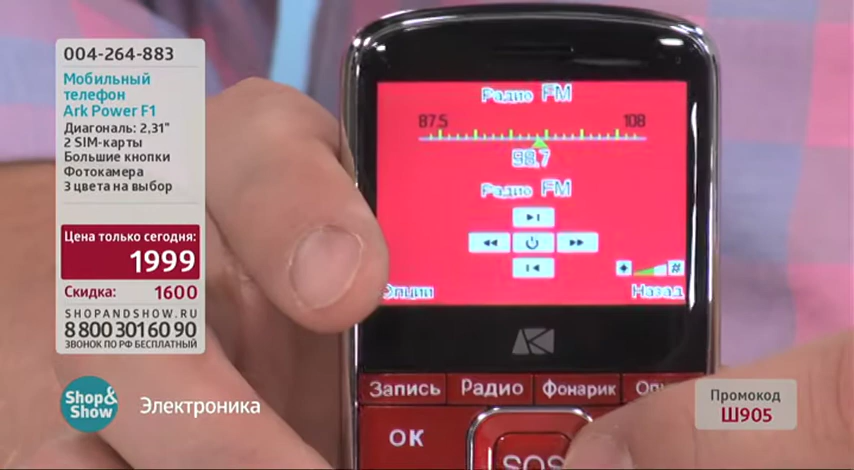 004-264-883
Мобильный
телефон
Ark Power F1
Диагональ: 2,31"
2 SIM-карты
Большие кнопки
Фотокамера
3 цвета на выбор
Цена только сегодня:
1999
Скидка: 1600
SHOPANDSHOW.RU
8 800 301 60 90
ЗВОНОК ПО РФ БЕСПЛАТНЫЙ
Shop&
Show
Электроника
Радио FM
87.5 108
98.7
Радио FM
* #
Опции Назад
Запись Радио Фонарик
OK
SOS
Промокод
Ш905